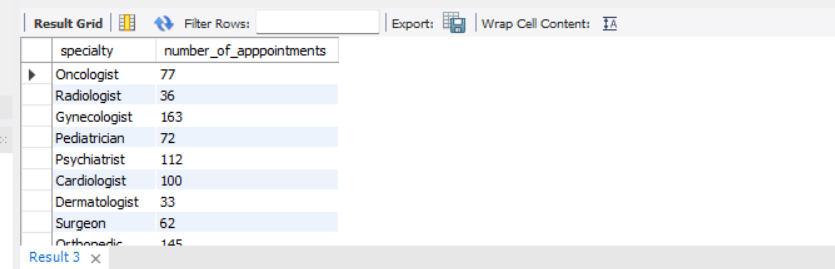 Result Grid Filter Rows: Export: Wrap Cell Content: IA
specialty number_of_apppointments
Oncologist 77
Radiologist 36
Gynecologist 163
Pediatrician 72
Psychiatrist 112
Cardiologist 100
Dermatologist 33
Surgeon 62
Orthopedic 145
Result 3 ×